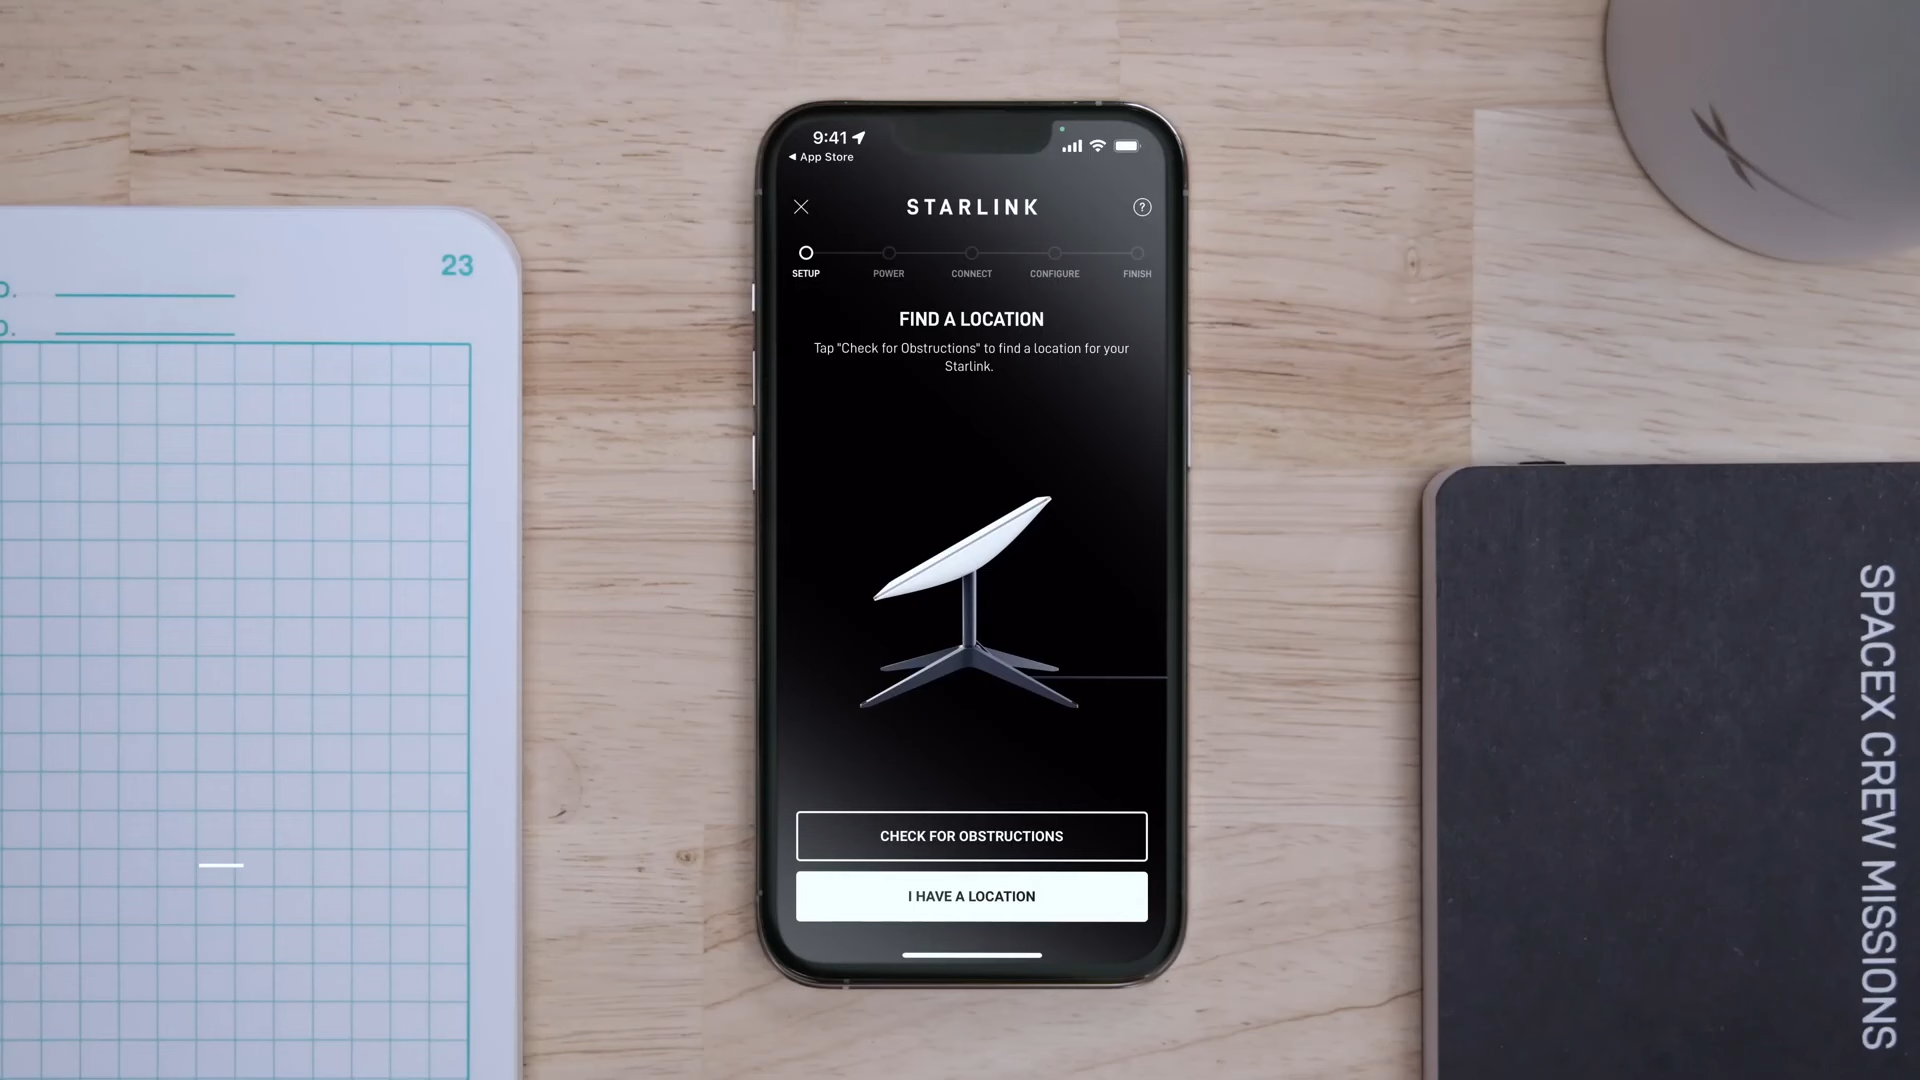 23
9:41
App Store
STARLINK
?
SETUP
POWER
CONNECT
CONFIGURE
FINISH
FIND A LOCATION
Tap "Check for Obstructions" to find a location for your
Starlink.
CHECK FOR OBSTRUCTIONS
I HAVE A LOCATION
SPACEX CREW MISSIONS